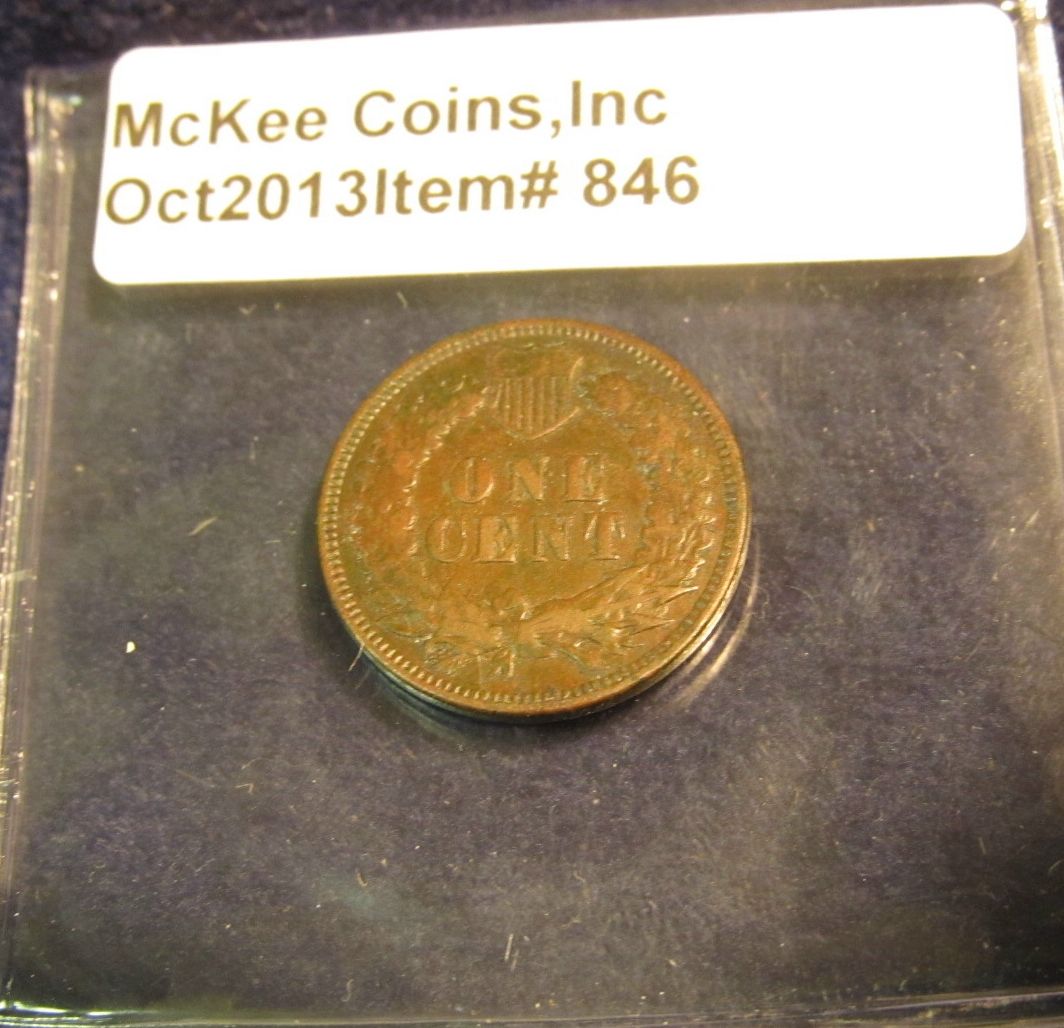 McKee Coins,Inc
Oct2013Item# 846
ONE
CENT